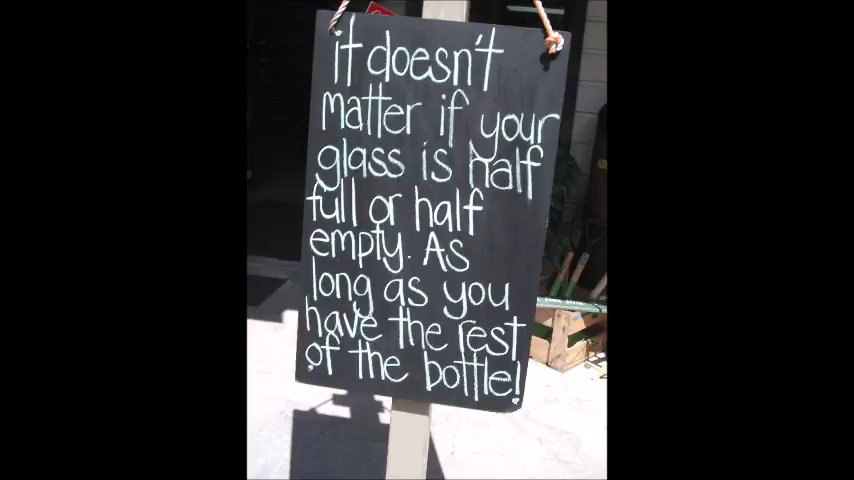 it doesn't
matter if your
glass is half
full or half
empty. As
long as you
have the rest
of the bottle!